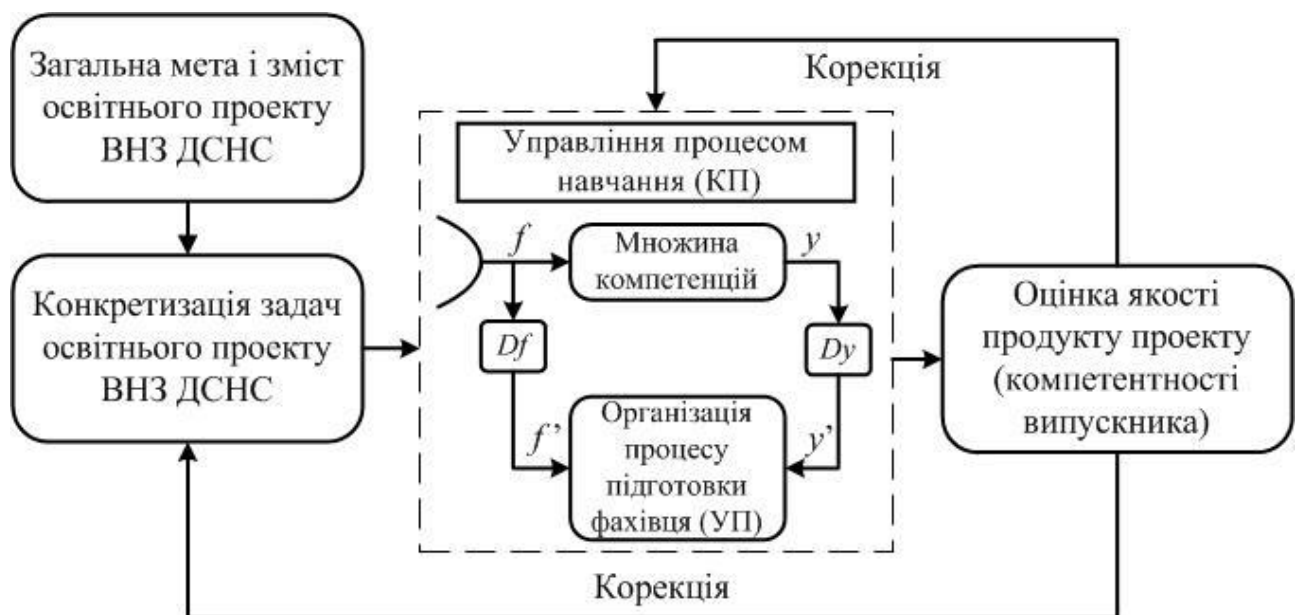 Загальна мета і зміст
освітнього проекту
ВНЗ ДСНС
Конкретизація задач
освітнього проекту
ВНЗ ДСНС
Корекція
Управління процесом
навчання (КП)
f
Множина
компетенцій
y
Df
Dy
f’
Організація
процесу
підготовки
фахівця (УП)
y’
Оцінка якості
продукту проекту
(компетентності
випускника)
Корекція